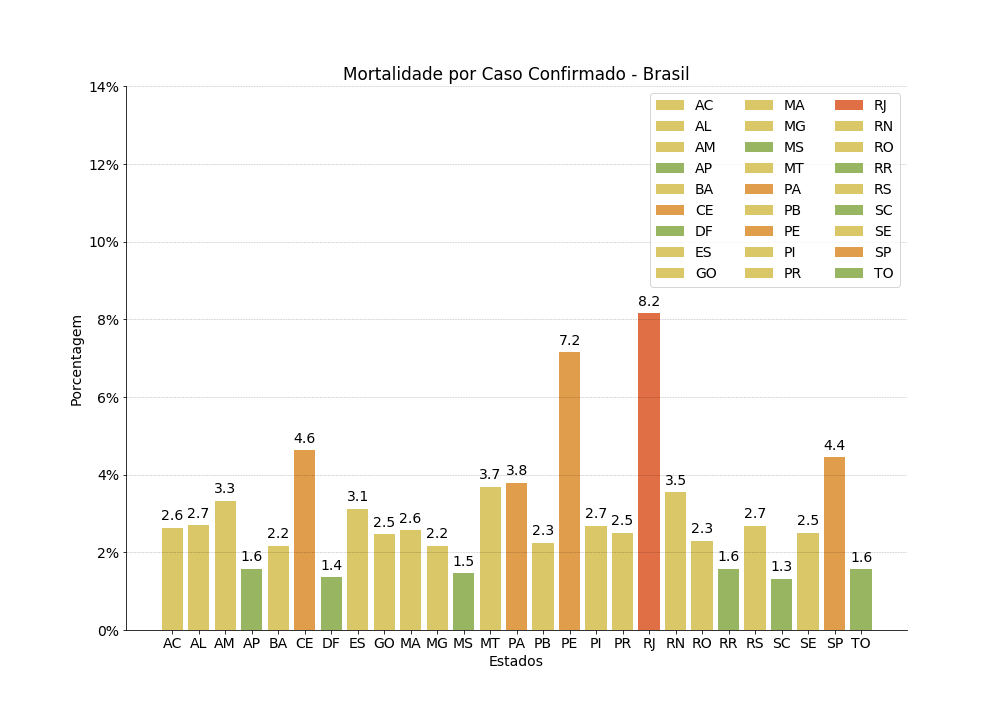 Mortalidade por Caso Confirmado - Brasil
14%
12%
10%
8%
6%
4%
2%
0%
Porcentagem
AC MA RJ
AL MG RN
AM MS RO
AP MT RR
BA PA RS
CE PB SC
DF PE SE
ES PI SP
GO PR TO
2.6 2.7 3.3 1.6 2.2 4.6 1.4 3.1 2.5 2.6 2.2 1.5 3.7 3.8 2.3 7.2 2.7 2.5 8.2 3.5 2.3 1.6 2.7 1.3 2.5 4.4 1.6
AC AL AM AP BA CE DF ES GO MA MG MS MT PA PB PE PI PR RJ RN RO RR RS SC SE SP TO
Estados